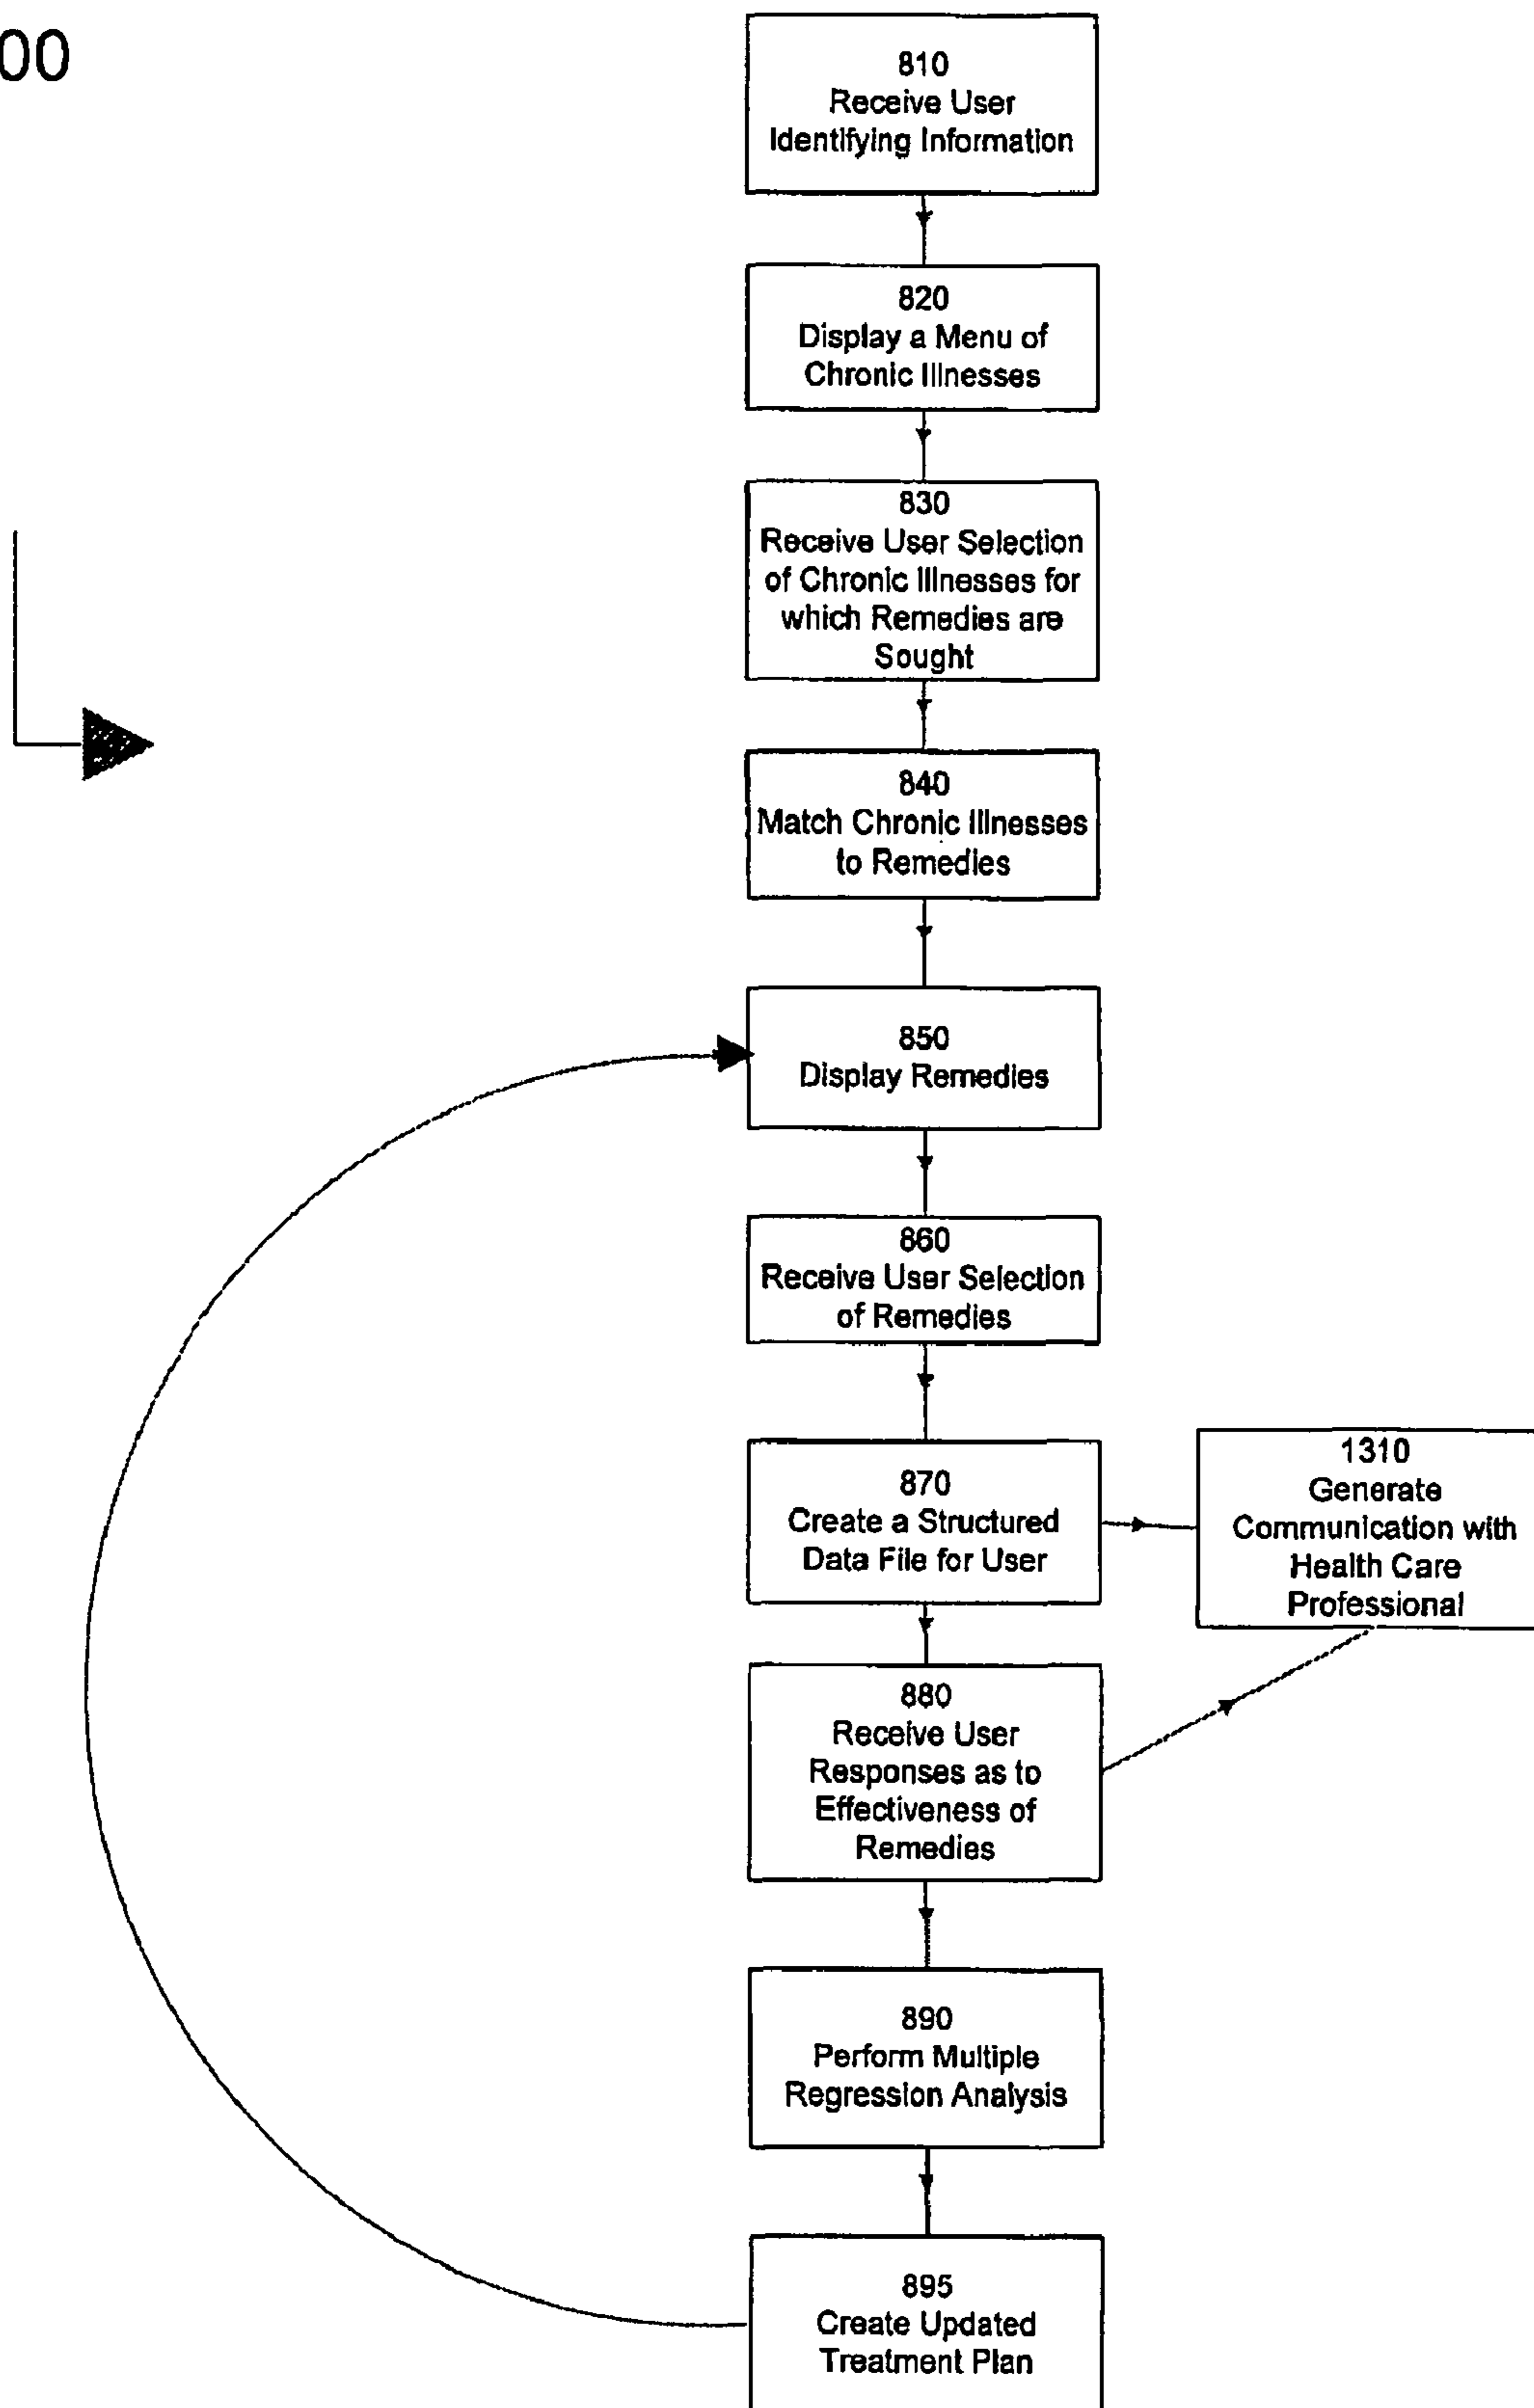 00
810
Receive User
Identifying Information
820
Display a Menu of
Chronic Illnesses
830
Receive User Selection
of Chronic Illnesses for
which Remedies are
Sought
840
Match Chronic Illnesses
to Remedies
850
Display Remedies
860
Receive User Selection
of Remedies
870
Create a Structured
Data File for User
1310
Generate
Communication with
Health Care
Professional
880
Receive User
Responses as to
Effectiveness of
Remedies
890
Perform Multiple
Regression Analysis
895
Create Updated
Treatment Plan